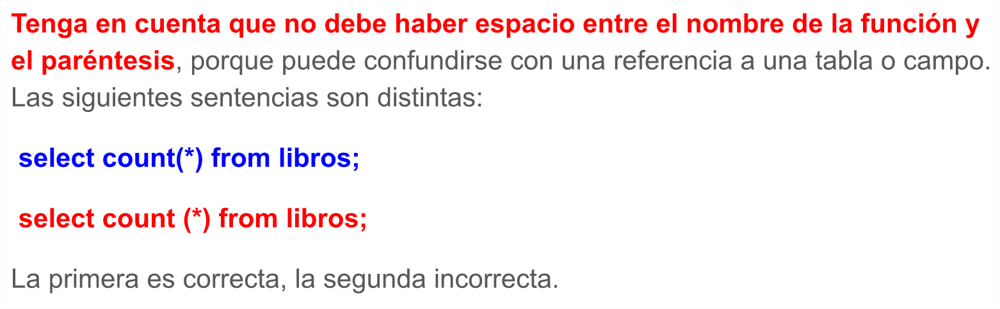 Tenga en cuenta que no debe haber espacio entre el nombre de la función y
el paréntesis, porque puede confundirse con una referencia a una tabla o campo.
Las siguientes sentencias son distintas:
select count(*) from libros;
select count (*) from libros;
La primera es correcta, la segunda incorrecta.